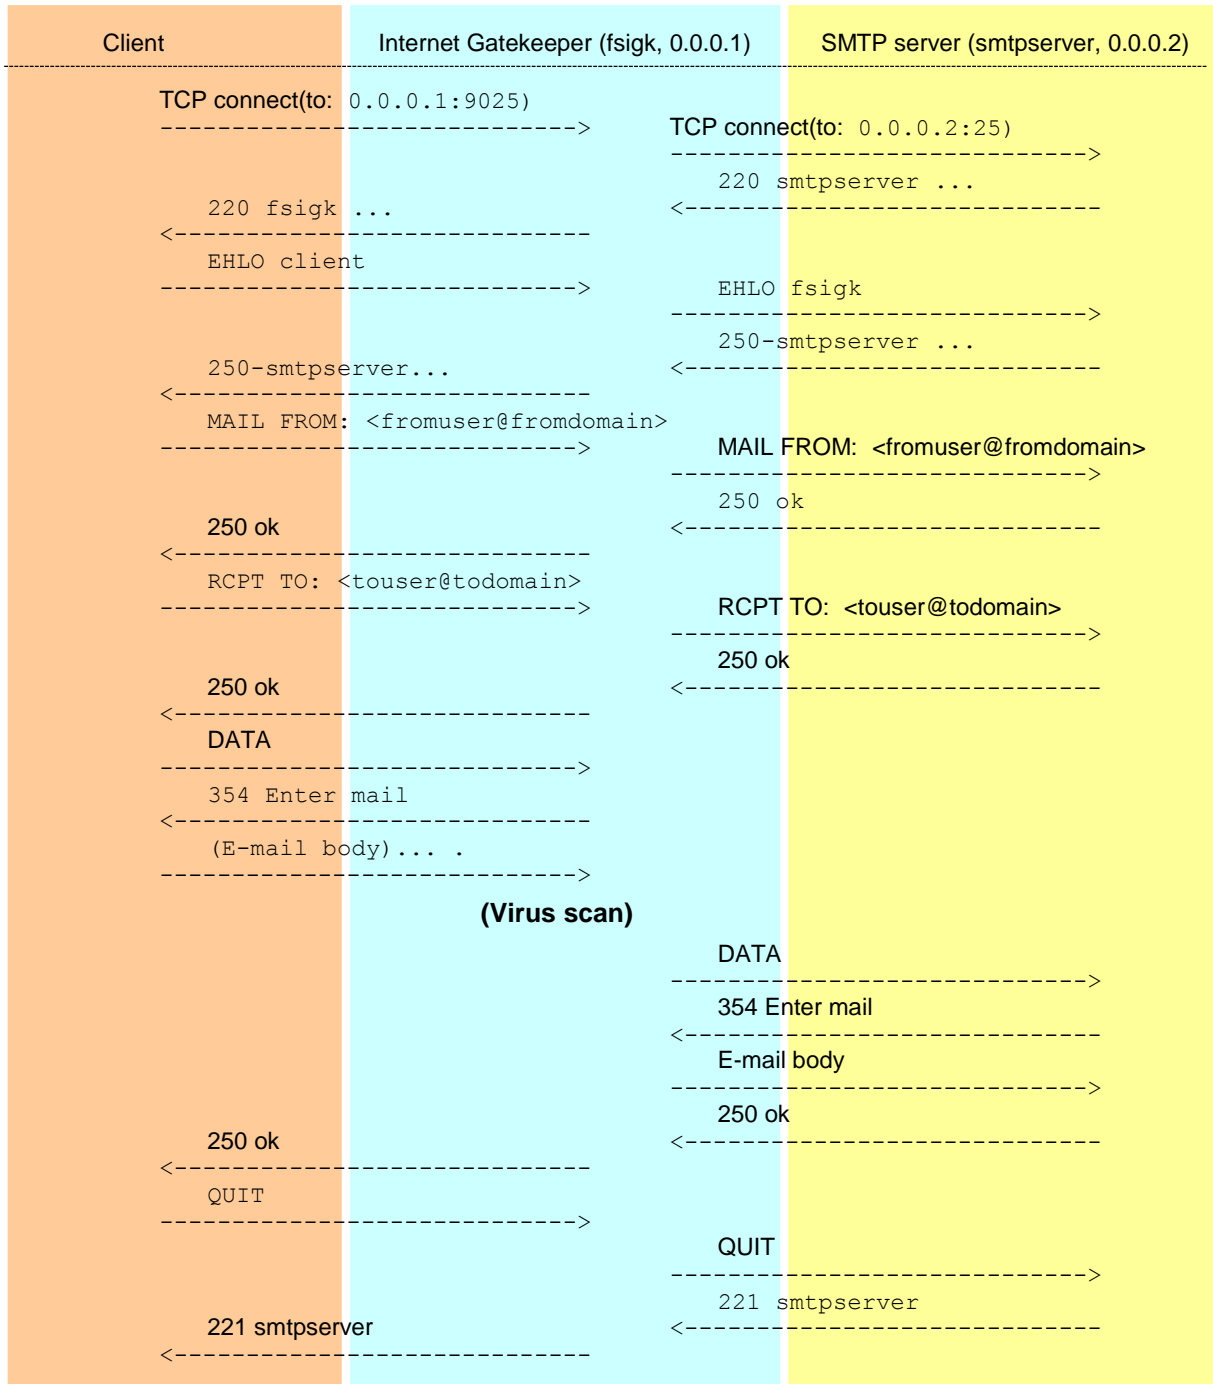 Client Internet Gatekeeper (fsigk, 0.0.0.1) SMTP server (smtpserver, 0.0.0.2)
TCP connect(to: 0.0.0.1:9025)
----------------------------->
TCP connect(to: 0.0.0.2:25)
----------------------------->
220 smtpserver ...
<-----------------------------
220 fsigk ...
<-----------------------------
EHLO client
----------------------------->
EHLO fsigk
----------------------------->
250-smtpserver ...
<-----------------------------
250-smtpserver...
<-----------------------------
MAIL FROM: <fromuser@fromdomain>
----------------------------->
MAIL FROM: <fromuser@fromdomain>
----------------------------->
250 ok
<-----------------------------
250 ok
<-----------------------------
RCPT TO: <touser@todomain>
----------------------------->
RCPT TO: <touser@todomain>
----------------------------->
250 ok
<-----------------------------
250 ok
<-----------------------------
DATA
----------------------------->
354 Enter mail
<-----------------------------
(E-mail body)... .
----------------------------->
(Virus scan)
DATA
----------------------------->
354 Enter mail
<-----------------------------
E-mail body
----------------------------->
250 ok
<-----------------------------
250 ok
<-----------------------------
QUIT
----------------------------->
QUIT
----------------------------->
221 smtpserver
<-----------------------------
221 smtpserver
<-----------------------------